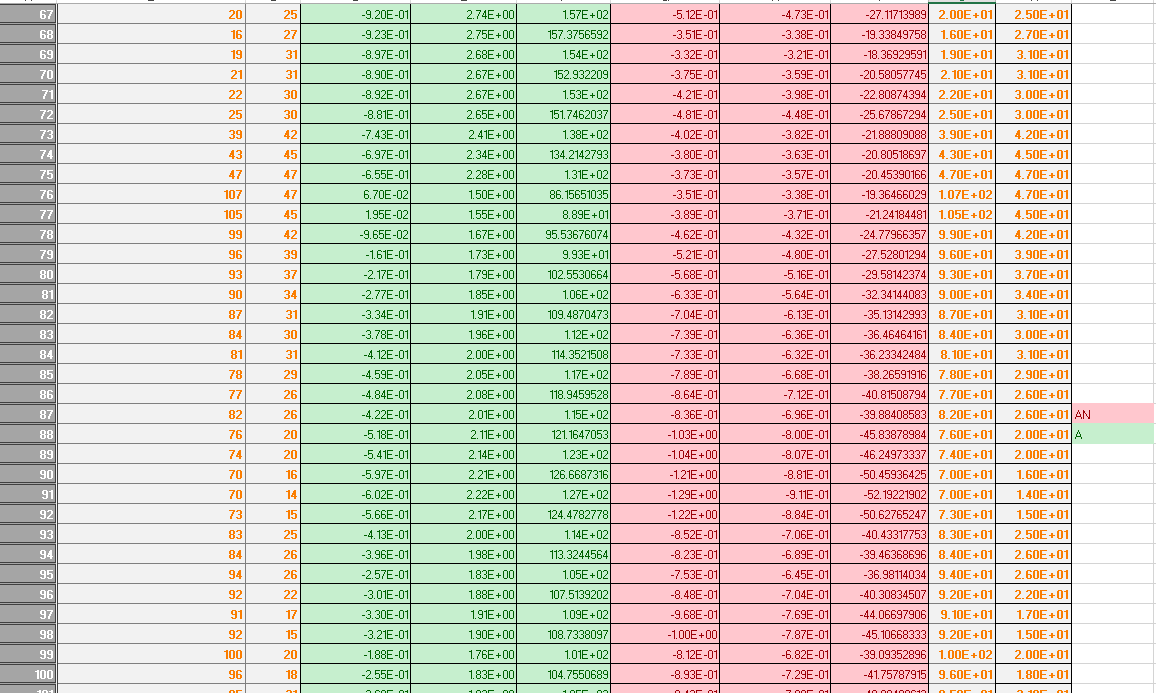 67 20 25 -9.20E-01 2.74E+00 1.57E+02 -5.12E-01 -4.73E-01 -27.11713989 2.00E+01 2.50E+01
68 16 27 -9.23E-01 2.75E+00 157.3756592 -3.51E-01 -3.38E-01 -19.33849758 1.60E+01 2.70E+01
69 19 31 -8.97E-01 2.68E+00 1.54E+02 -3.32E-01 -3.21E-01 -18.36929591 1.90E+01 3.10E+01
70 21 31 -8.90E-01 2.67E+00 152.932209 -3.75E-01 -3.59E-01 -20.58057745 2.10E+01 3.10E+01
71 22 30 -8.92E-01 2.67E+00 1.53E+02 -4.21E-01 -3.98E-01 -22.80874394 2.20E+01 3.00E+01
72 25 30 -8.81E-01 2.65E+00 151.7462037 -4.81E-01 -4.48E-01 -25.67867294 2.50E+01 3.00E+01
73 39 42 -7.43E-01 2.41E+00 1.38E+02 -4.02E-01 -3.82E-01 -21.88809088 3.90E+01 4.20E+01
74 43 45 -6.97E-01 2.34E+00 134.2142793 -3.80E-01 -3.63E-01 -20.80518697 4.30E+01 4.50E+01
75 47 47 -6.55E-01 2.28E+00 1.31E+02 -3.73E-01 -3.57E-01 -20.45390166 4.70E+01 4.70E+01
76 107 47 6.70E-02 1.50E+00 86.15651035 -3.51E-01 -3.38E-01 -19.36466029 1.07E+02 4.70E+01
77 105 45 1.95E-02 1.55E+00 8.89E+01 -3.89E-01 -3.71E-01 -21.24184481 1.05E+02 4.50E+01
78 99 42 -9.65E-02 1.67E+00 95.53676074 -4.62E-01 -4.32E-01 -24.77966357 9.90E+01 4.20E+01
79 96 39 -1.61E-01 1.73E+00 9.93E+01 -5.21E-01 -4.80E-01 -27.52801294 9.60E+01 3.90E+01
80 93 37 -2.17E-01 1.79E+00 102.5530664 -5.68E-01 -5.16E-01 -29.58142374 9.30E+01 3.70E+01
81 90 34 -2.77E-01 1.85E+00 1.06E+02 -6.33E-01 -5.64E-01 -32.34144083 9.00E+01 3.40E+01
82 87 31 -3.34E-01 1.91E+00 109.4870473 -7.04E-01 -6.13E-01 -35.13142993 8.70E+01 3.10E+01
83 84 30 -3.78E-01 1.96E+00 1.12E+02 -7.39E-01 -6.36E-01 -36.46464161 8.40E+01 3.00E+01
84 81 31 -4.12E-01 2.00E+00 114.3521508 -7.33E-01 -6.32E-01 -36.23342484 8.10E+01 3.10E+01
85 78 29 -4.59E-01 2.05E+00 1.17E+02 -7.89E-01 -6.68E-01 -38.26591916 7.80E+01 2.90E+01
86 77 26 -4.84E-01 2.08E+00 118.9459528 -8.64E-01 -7.12E-01 -40.81508794 7.70E+01 2.60E+01
87 82 26 -4.22E-01 2.01E+00 1.15E+02 -8.36E-01 -6.96E-01 -39.88408583 8.20E+01 2.60E+01 AN
88 76 20 -5.18E-01 2.11E+00 121.1647053 -1.03E+00 -8.00E-01 -45.83878984 7.60E+01 2.00E+01 A
89 74 20 -5.41E-01 2.14E+00 1.23E+02 -1.04E+00 -8.07E-01 -46.24973337 7.40E+01 2.00E+01
90 70 16 -5.97E-01 2.21E+00 126.6687316 -1.21E+00 -8.81E-01 -50.45935425 7.00E+01 1.60E+01
91 70 14 -6.02E-01 2.22E+00 1.27E+02 -1.29E+00 -9.11E-01 -52.19221902 7.00E+01 1.40E+01
92 73 15 -5.66E-01 2.17E+00 124.4782778 -1.22E+00 -8.84E-01 -50.62765247 7.30E+01 1.50E+01
93 83 25 -4.13E-01 2.00E+00 1.14E+02 -8.52E-01 -7.06E-01 -40.43317753 8.30E+01 2.50E+01
94 84 26 -3.96E-01 1.98E+00 113.3244564 -8.23E-01 -6.89E-01 -39.46368696 8.40E+01 2.60E+01
95 94 26 -2.57E-01 1.83E+00 1.05E+02 -7.53E-01 -6.45E-01 -36.98114034 9.40E+01 2.60E+01
96 92 22 -3.01E-01 1.88E+00 107.5139202 -8.48E-01 -7.04E-01 -40.30834507 9.20E+01 2.20E+01
97 91 17 -3.30E-01 1.91E+00 1.09E+02 -9.68E-01 -7.69E-01 -44.06697906 9.10E+01 1.70E+01
98 92 15 -3.21E-01 1.90E+00 108.7338097 -1.00E+00 -7.87E-01 -45.10668333 9.20E+01 1.50E+01
99 100 20 -1.88E-01 1.76E+00 1.01E+02 -8.12E-01 -6.82E-01 -39.09352896 1.00E+02 2.00E+01
100 96 18 -2.55E-01 1.83E+00 104.7550689 -8.93E-01 -7.29E-01 -41.75787915 9.60E+01 1.80E+01